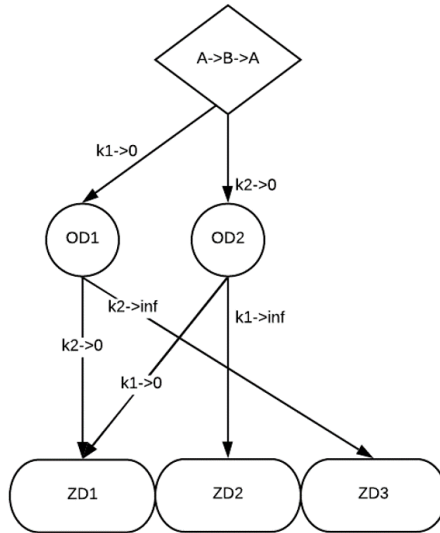 A->B->A
k1->0
k2->0
OD1
OD2
k2->inf
k1->inf
k2->0
k1->0
ZD1
ZD2
ZD3